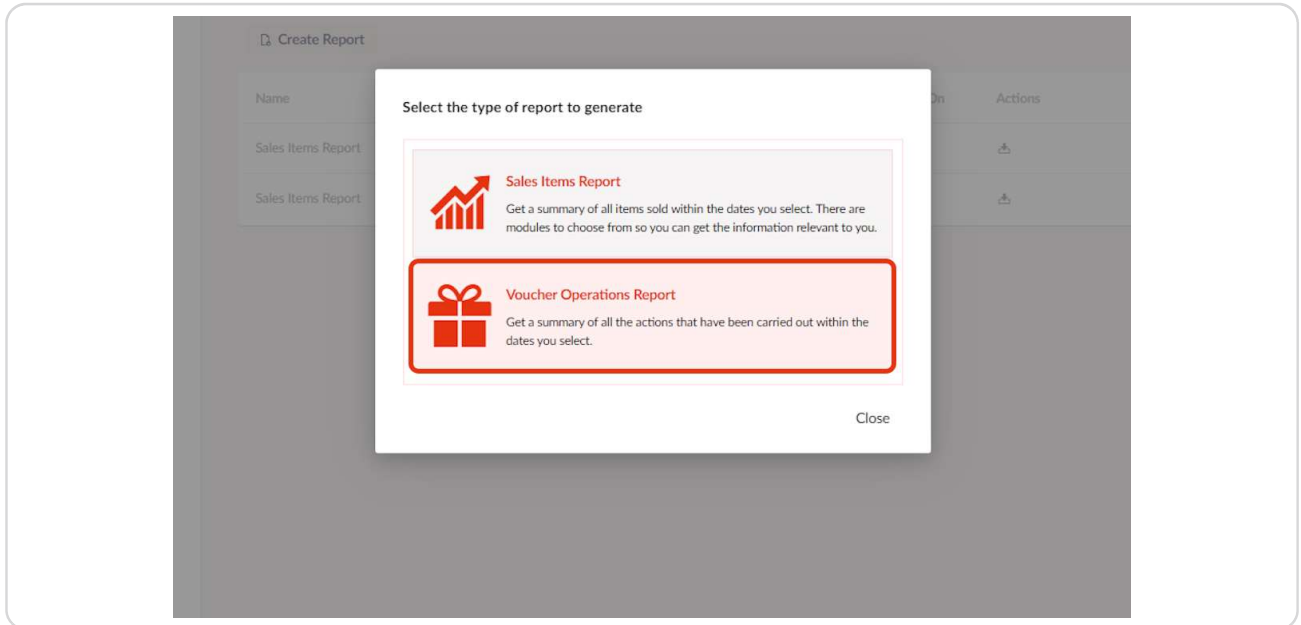 Create Report
Name
On
Actions
Select the type of report to generate
Sales Items Report
Sales Items Report
Get a summary of all items sold within the dates you select. There are
modules to choose from so you can get the information relevant to you.
Sales Items Report
Voucher Operations Report
Get a summary of all the actions that have been carried out within the
dates you select.
Close